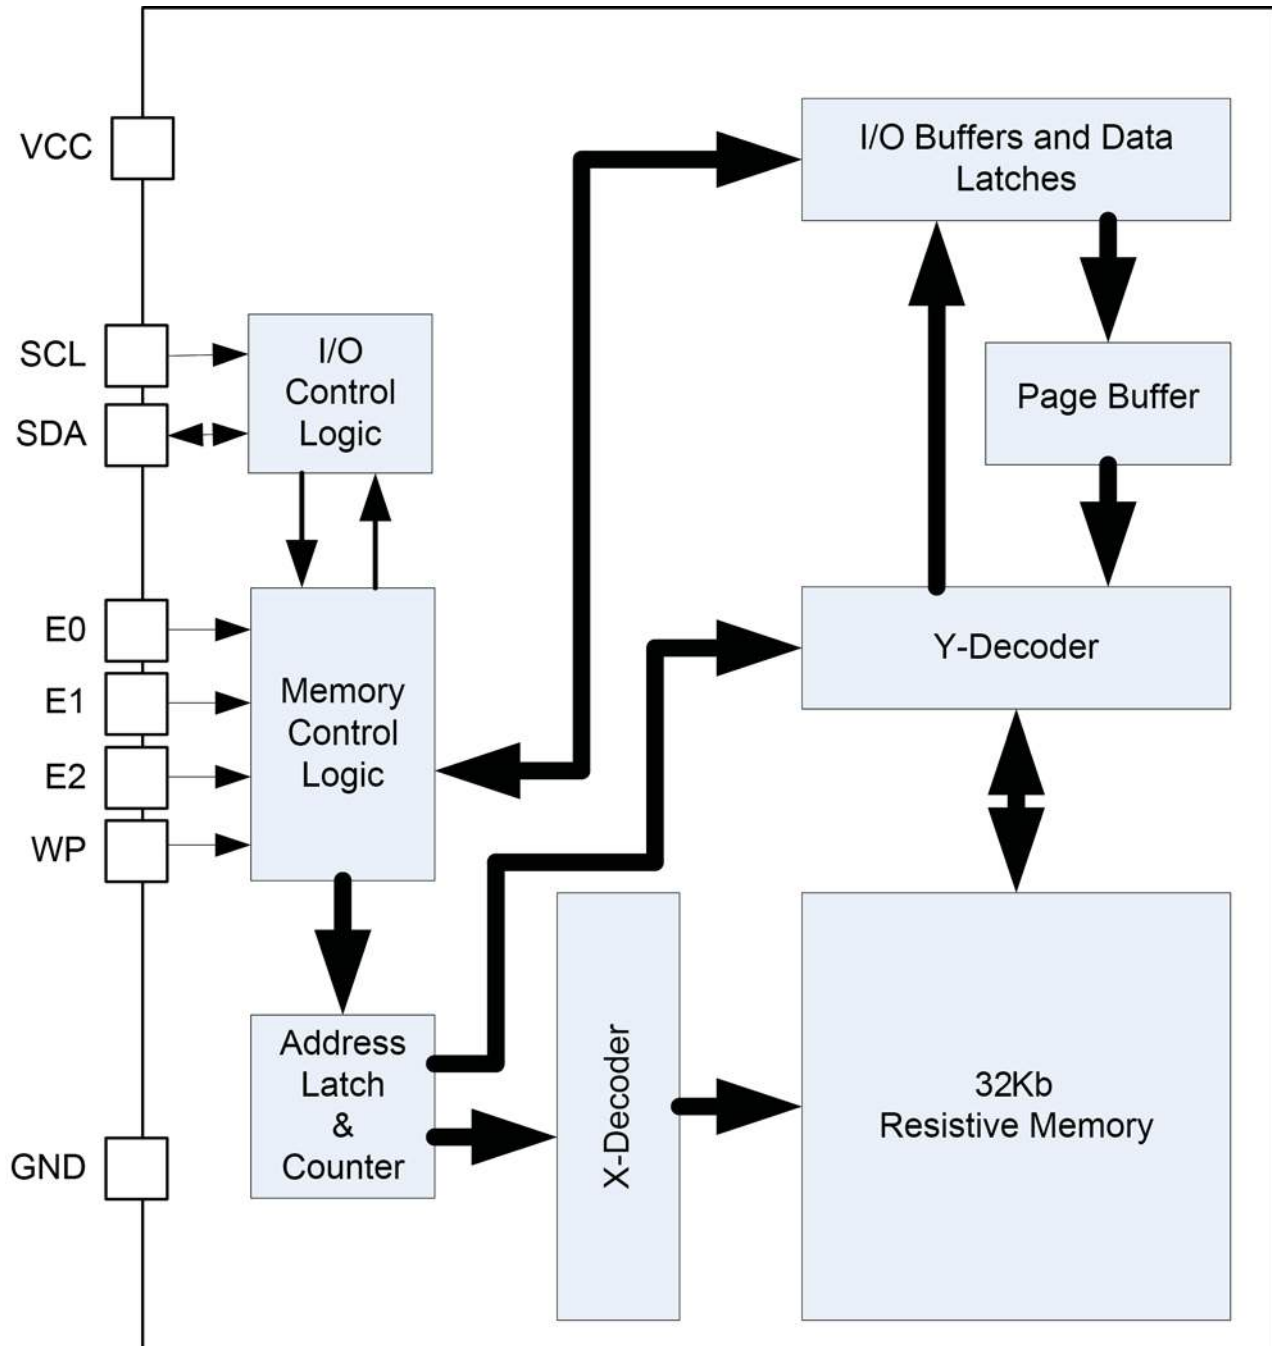 VCC
I/O Buffers and Data
Latches
SCL
I/O
Control
Logic
SDA
Page Buffer
E0
E1
E2
WP
Memory
Control
Logic
Y-Decoder
Address
Latch
&
Counter
X-Decoder
32Kb
Resistive Memory
GND